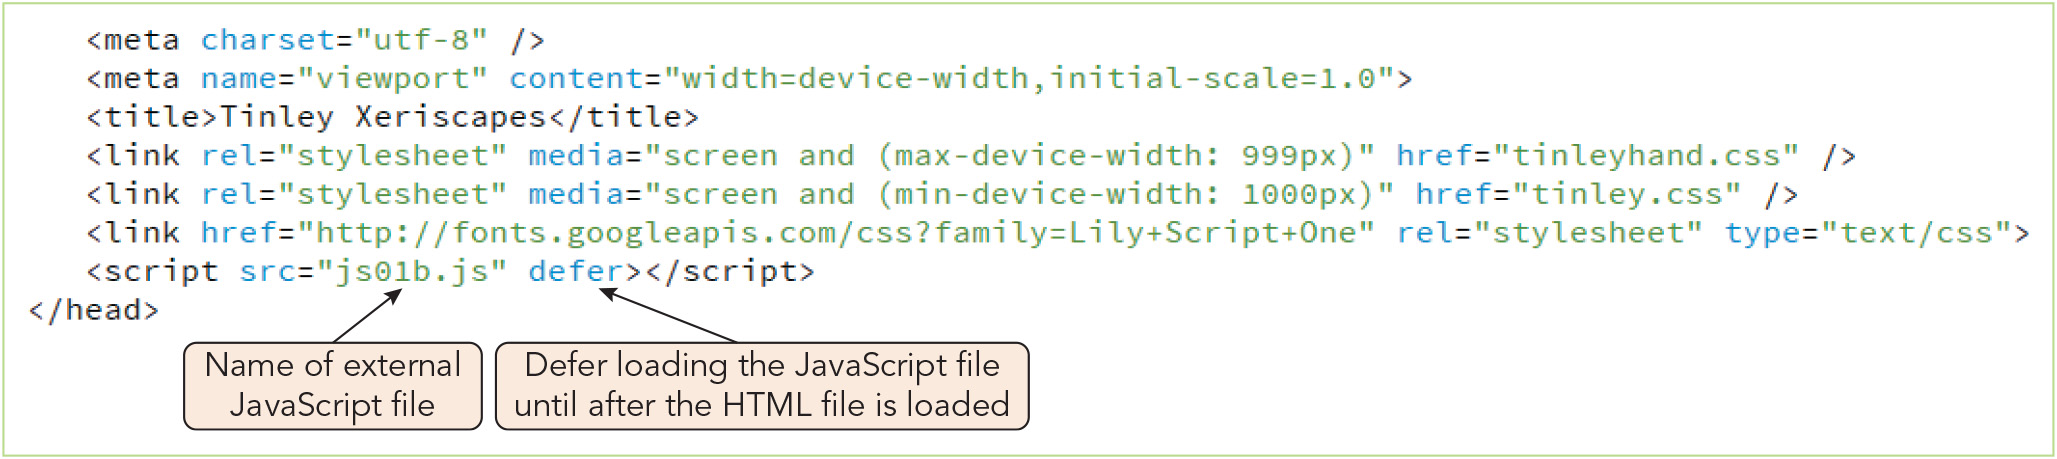 <meta charset="utf-8" />
<meta name="viewport" content="width=device-width,initial-scale=1.0">
<title>Tinley Xeriscapes</title>
<link rel="stylesheet" media="screen and (max-device-width: 999px)" href="tinleyhand.css" />
<link rel="stylesheet" media="screen and (min-device-width: 1000px)" href="tinley.css" />
<link href="http://fonts.googleapis.com/css?family=Lily+Script+One" rel="stylesheet" type="text/css">
<script src="js01b.js" defer></script>
</head>
Name of external
JavaScript file
Defer loading the JavaScript file
until after the HTML file is loaded